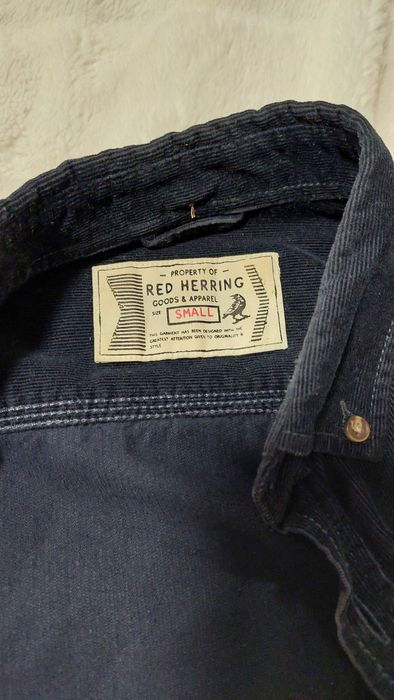 — PROPERTY OF —
RED HERRING
GOODS & APPAREL
SIZE SMALL
THIS GARMENT HAS BEEN DESIGNED WITH THE
GREATEST ATTENTION GIVEN TO ORIGINALITY &
STYLE